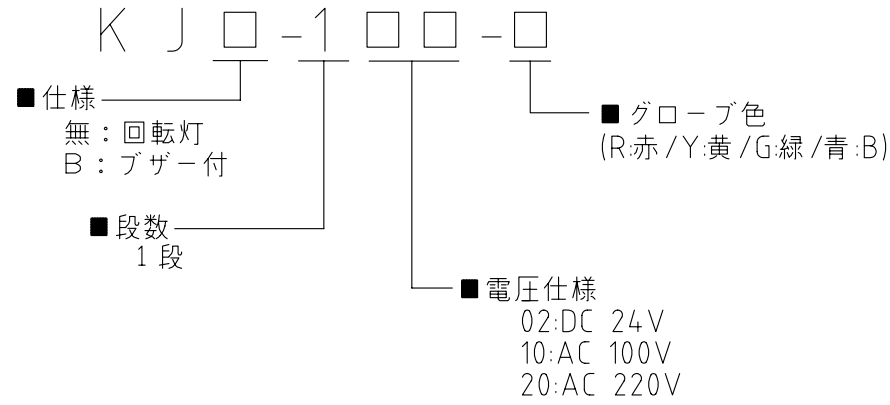 KJ□-1□□-□
■仕様
無：回転灯
B：ブザー付
■グローブ色
(R:赤/Y:黄/G:緑/青:B)
■段数
1段
■電圧仕様
02:DC 24V
10:AC 100V
20:AC 220V